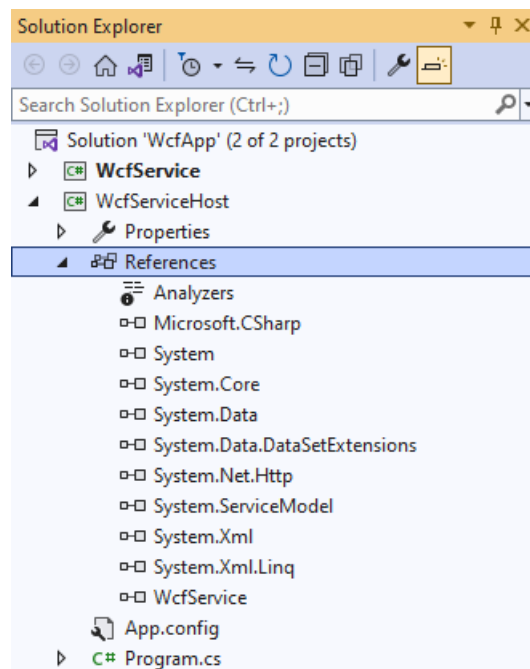 Solution Explorer
Search Solution Explorer (Ctrl+;)
Solution 'WcfApp' (2 of 2 projects)
C# WcfService
C# WcfServiceHost
Properties
References
Analyzers
Microsoft.CSharp
System
System.Core
System.Data
System.Data.DataSetExtensions
System.Net.Http
System.ServiceModel
System.Xml
System.Xml.Linq
WcfService
App.config
C# Program.cs